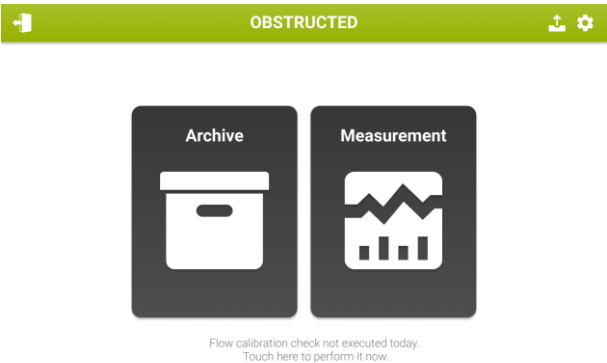 OBSTRUCTED
Archive
Measurement
Flow calibration check not executed today.
Touch here to perform it now.